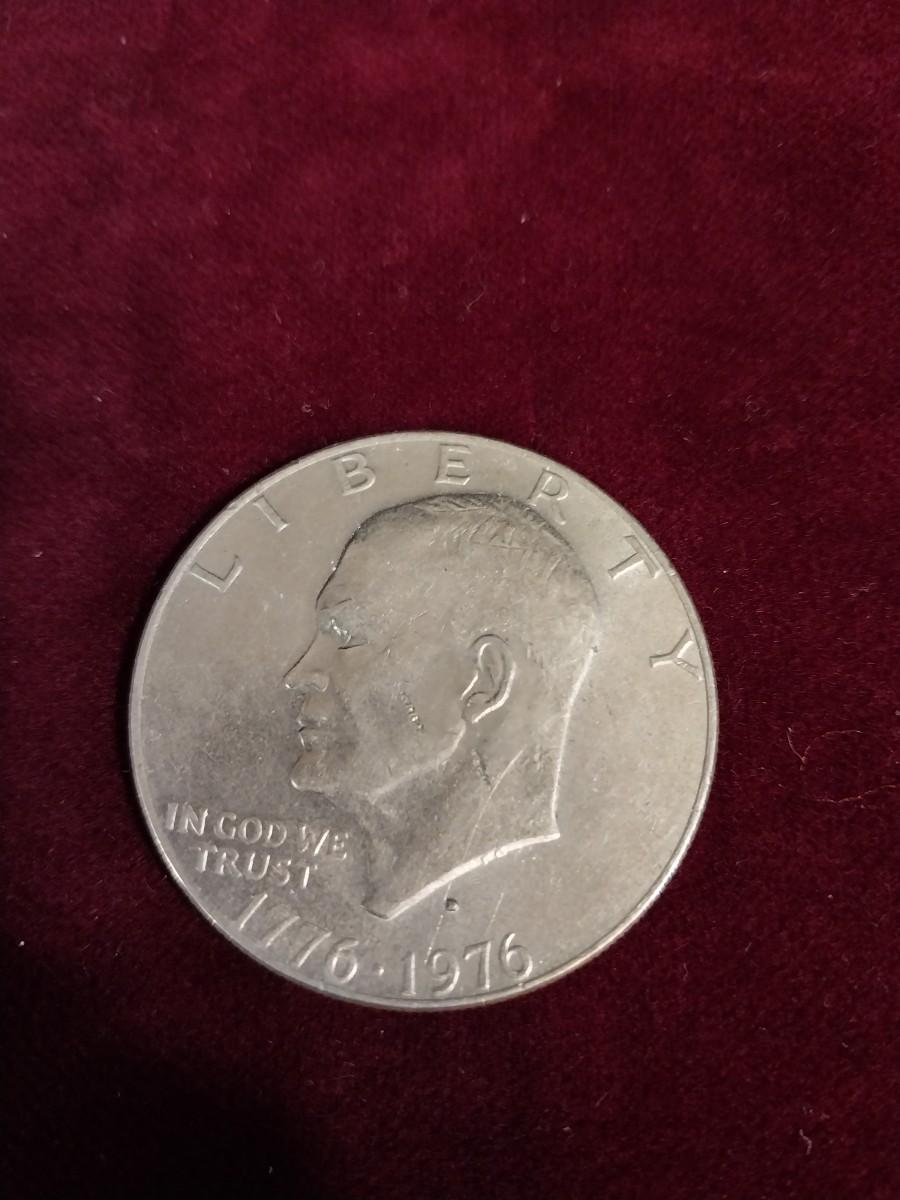 LIBERTY
IN GOD WE
TRUST
1776·1976